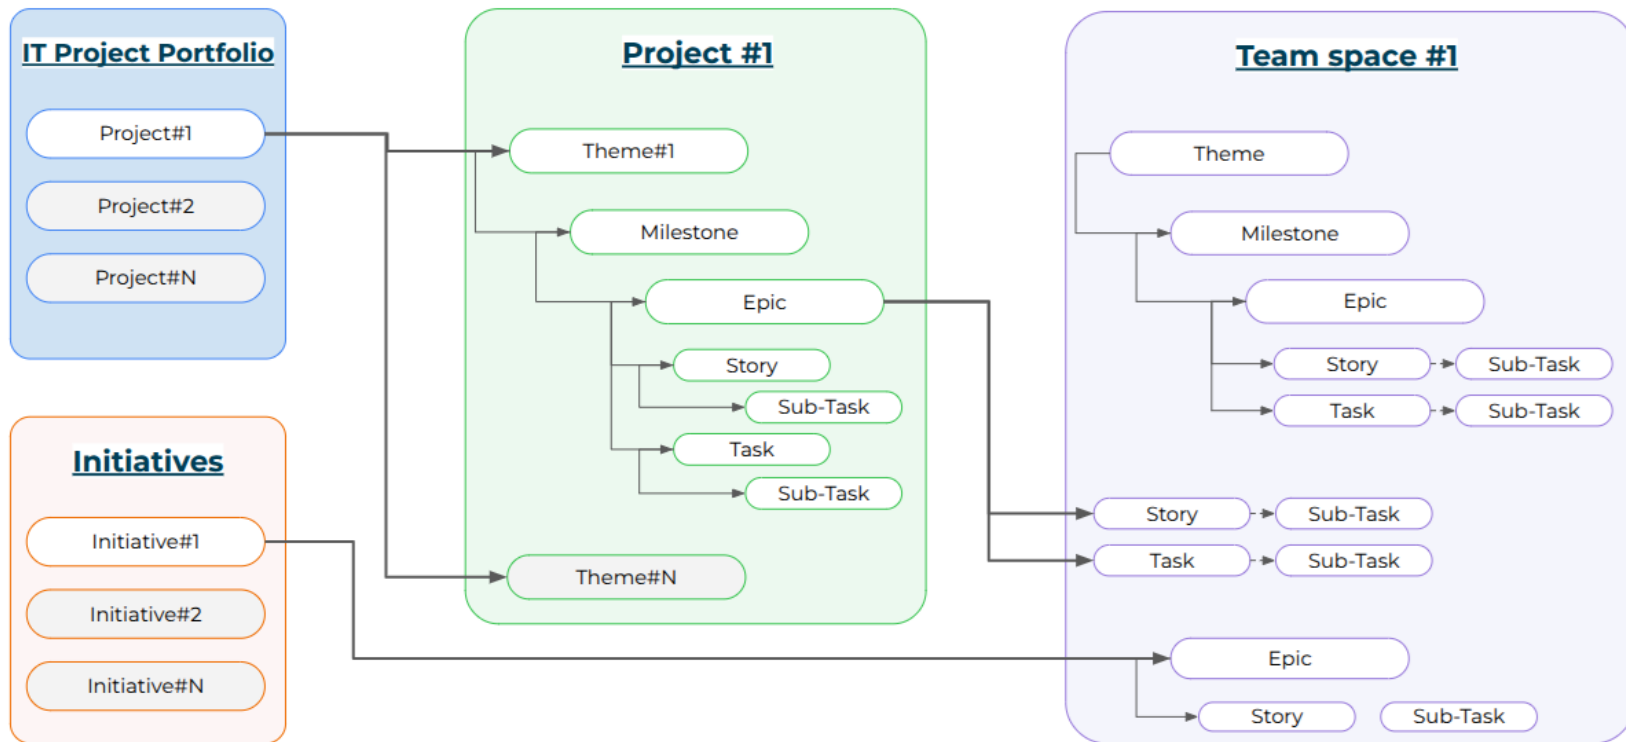 IT Project Portfolio
Project#1
Project#2
Project#N
Initiatives
Initiative#1
Initiative#2
Initiative#N
Project #1
Theme#1
Milestone
Epic
Story
Sub-Task
Task
Sub-Task
Theme#N
Team space #1
Theme
Milestone
Epic
Story Sub-Task
Task Sub-Task
Story Sub-Task
Task Sub-Task
Epic
Story Sub-Task